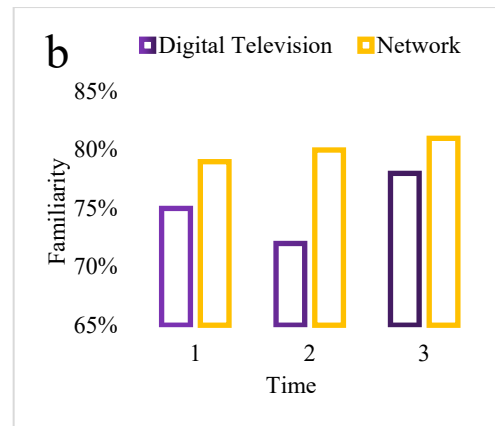 b
Digital Television Network
85%
80%
75%
70%
65%
Familiarity
1 2 3
Time